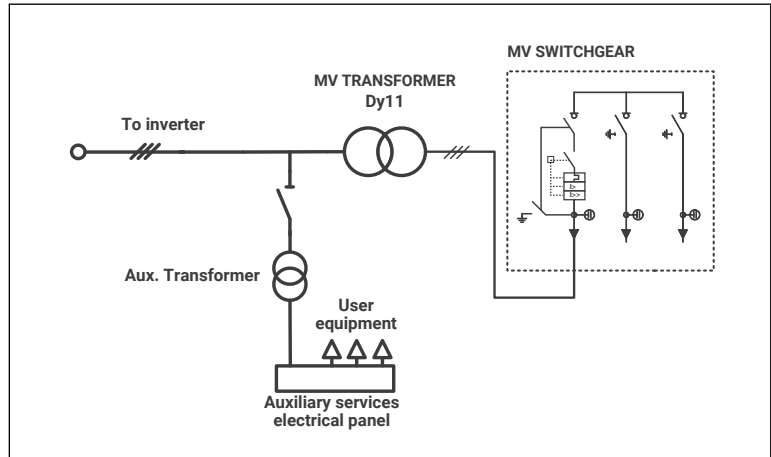 MV SWITCHGEAR
MV TRANSFORMER
Dy11
To inverter
I>
I>>
Aux. Transformer
User
equipment
Auxiliary services
electrical panel